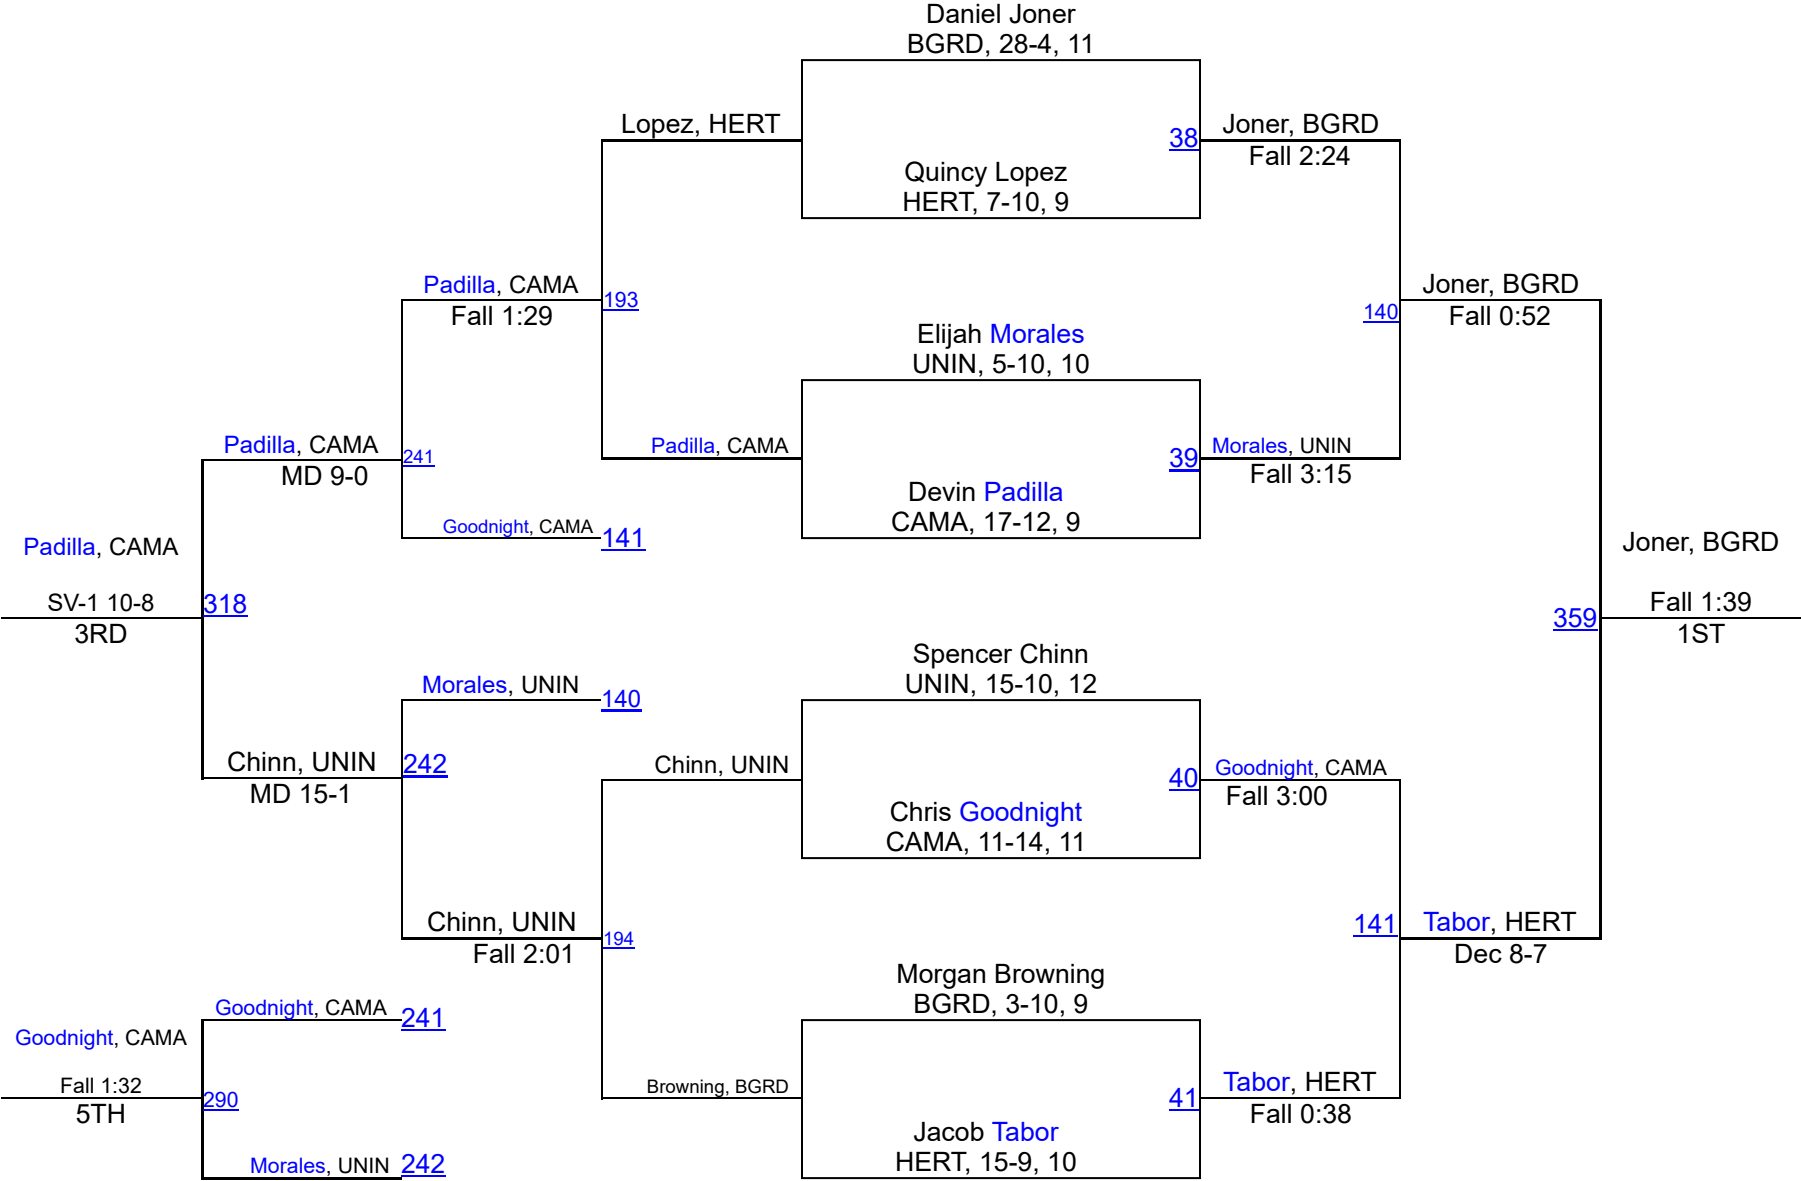 Daniel Joner
BGRD, 28-4, 11
Lopez, HERT
38
Joner, BGRD
Fall 2:24
Quincy Lopez
HERT, 7-10, 9
Padilla, CAMA
Fall 1:29
193
140
Joner, BGRD
Fall 0:52
Elijah Morales
UNIN, 5-10, 10
Padilla, CAMA
MD 9-0
241
Padilla, CAMA
39
Morales, UNIN
Fall 3:15
Devin Padilla
CAMA, 17-12, 9
Goodnight, CAMA
141
Padilla, CAMA
SV-1 10-8
3RD
318
Joner, BGRD
359
Fall 1:39
1ST
Spencer Chinn
UNIN, 15-10, 12
Morales, UNIN
140
Chinn, UNIN
MD 15-1
242
Chinn, UNIN
40
Goodnight, CAMA
Fall 3:00
Chris Goodnight
CAMA, 11-14, 11
Chinn, UNIN
Fall 2:01
194
141
Tabor, HERT
Dec 8-7
Morgan Browning
BGRD, 3-10, 9
Goodnight, CAMA
241
Goodnight, CAMA
Fall 1:32
5TH
290
Browning, BGRD
41
Tabor, HERT
Fall 0:38
Jacob Tabor
HERT, 15-9, 10
Morales, UNIN
242